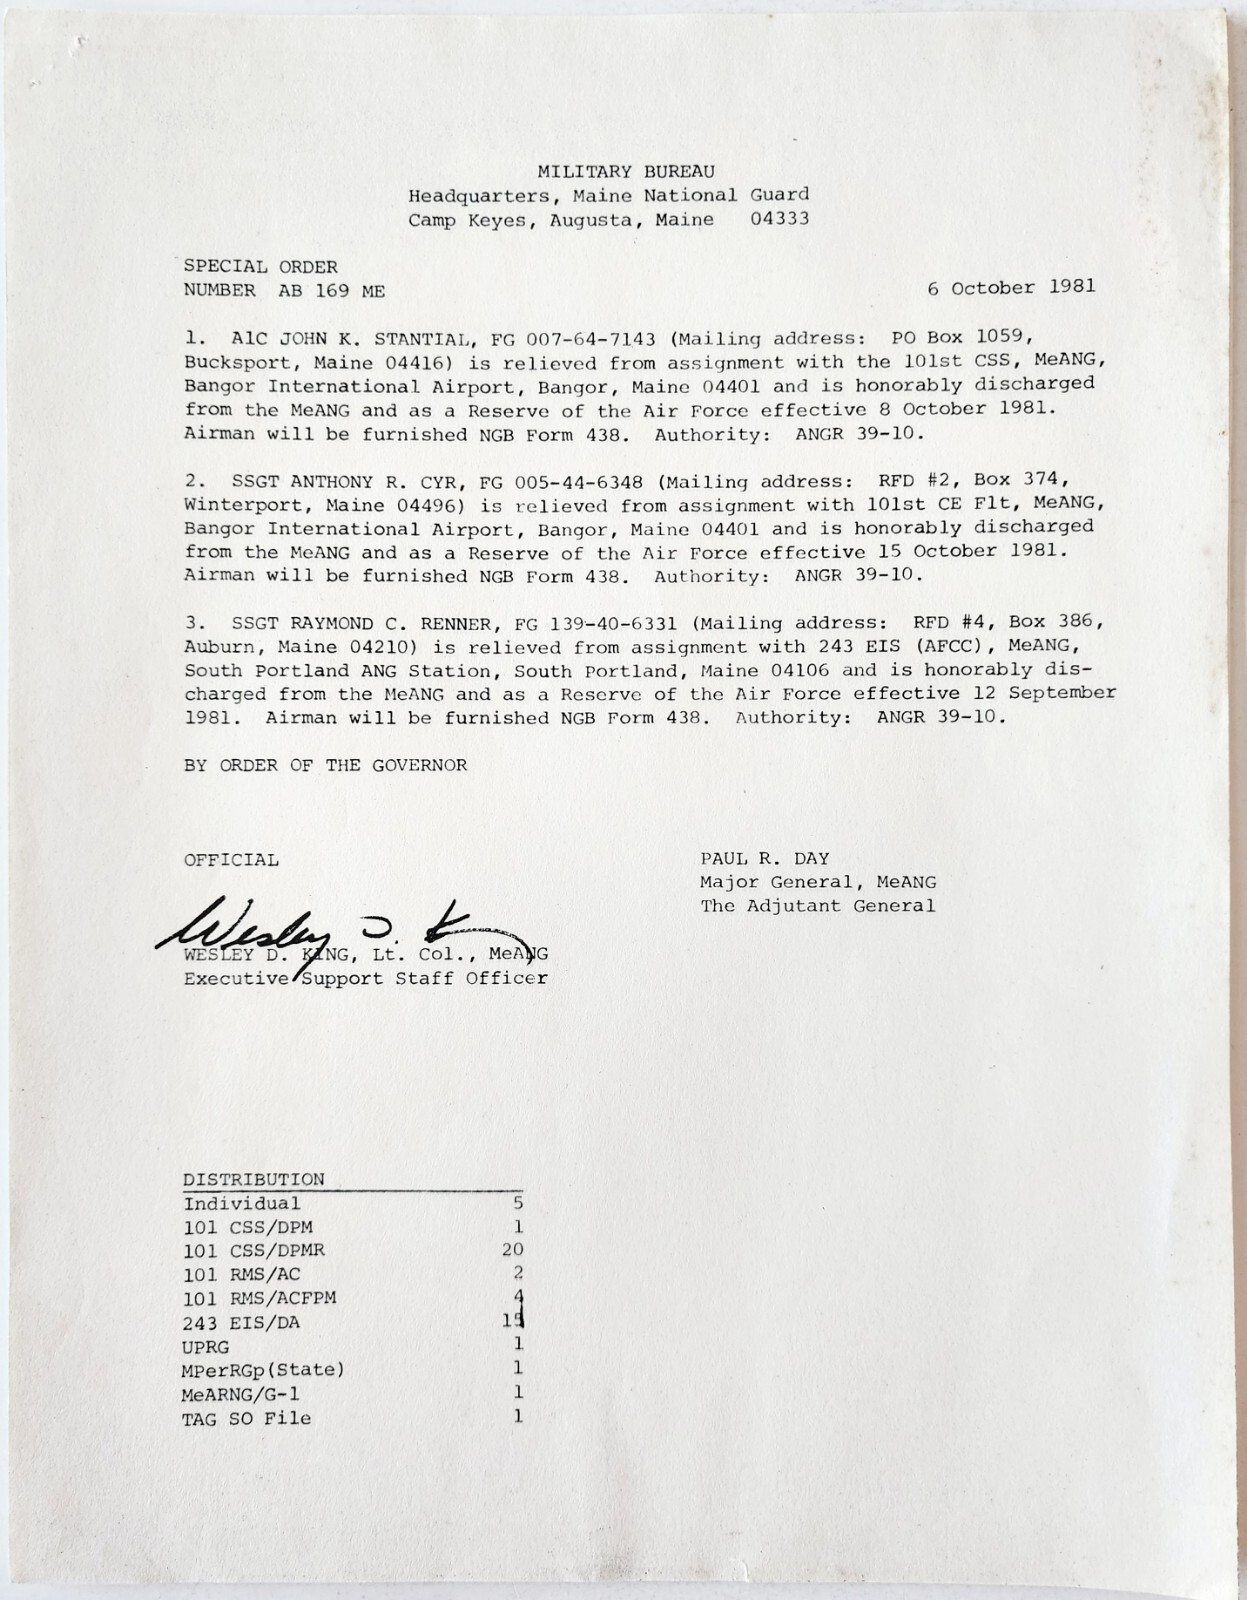 MILITARY BUREAU
Headquarters, Maine National Guard
Camp Keyes, Augusta, Maine 04333
SPECIAL ORDER
NUMBER AB 169 ME 6 October 1981
1. A1C JOHN K. STANTIAL, FG 007-64-7143 (Mailing address: PO Box 1059,
Bucksport, Maine 04416) is relieved from assignment with the 101st CSS, MeANG,
Bangor International Airport, Bangor, Maine 04401 and is honorably discharged
from the MeANG and as a Reserve of the Air Force effective 8 October 1981.
Airman will be furnished NGB Form 438. Authority: ANGR 39-10.
2. SSGT ANTHONY R. CYR, FG 005-44-6348 (Mailing address: RFD #2, Box 374,
Winterport, Maine 04496) is relieved from assignment with 101st CE Flt, MeANG,
Bangor International Airport, Bangor, Maine 04401 and is honorably discharged
from the MeANG and as a Reserve of the Air Force effective 15 October 1981.
Airman will be furnished NGB Form 438. Authority: ANGR 39-10.
3. SSGT RAYMOND C. RENNER, FG 139-40-6331 (Mailing address: RFD #4, Box 386,
Auburn, Maine 04210) is relieved from assignment with 243 EIS (AFCC), MeANG,
South Portland ANG Station, South Portland, Maine 04106 and is honorably dis-
charged from the MeANG and as a Reserve of the Air Force effective 12 September
1981. Airman will be furnished NGB Form 438. Authority: ANGR 39-10.
BY ORDER OF THE GOVERNOR
OFFICIAL
PAUL R. DAY
Major General, MeANG
The Adjutant General
Wesley D. K
WESLEY D. KING, Lt. Col., MeANG
Executive Support Staff Officer
DISTRIBUTION
Individual 5
101 CSS/DPM 1
101 CSS/DPMR 20
101 RMS/AC 2
101 RMS/ACFPM 4
243 EIS/DA 15
UPRG 1
MPerRGp(State) 1
MeARNG/G-1 1
TAG SO File 1